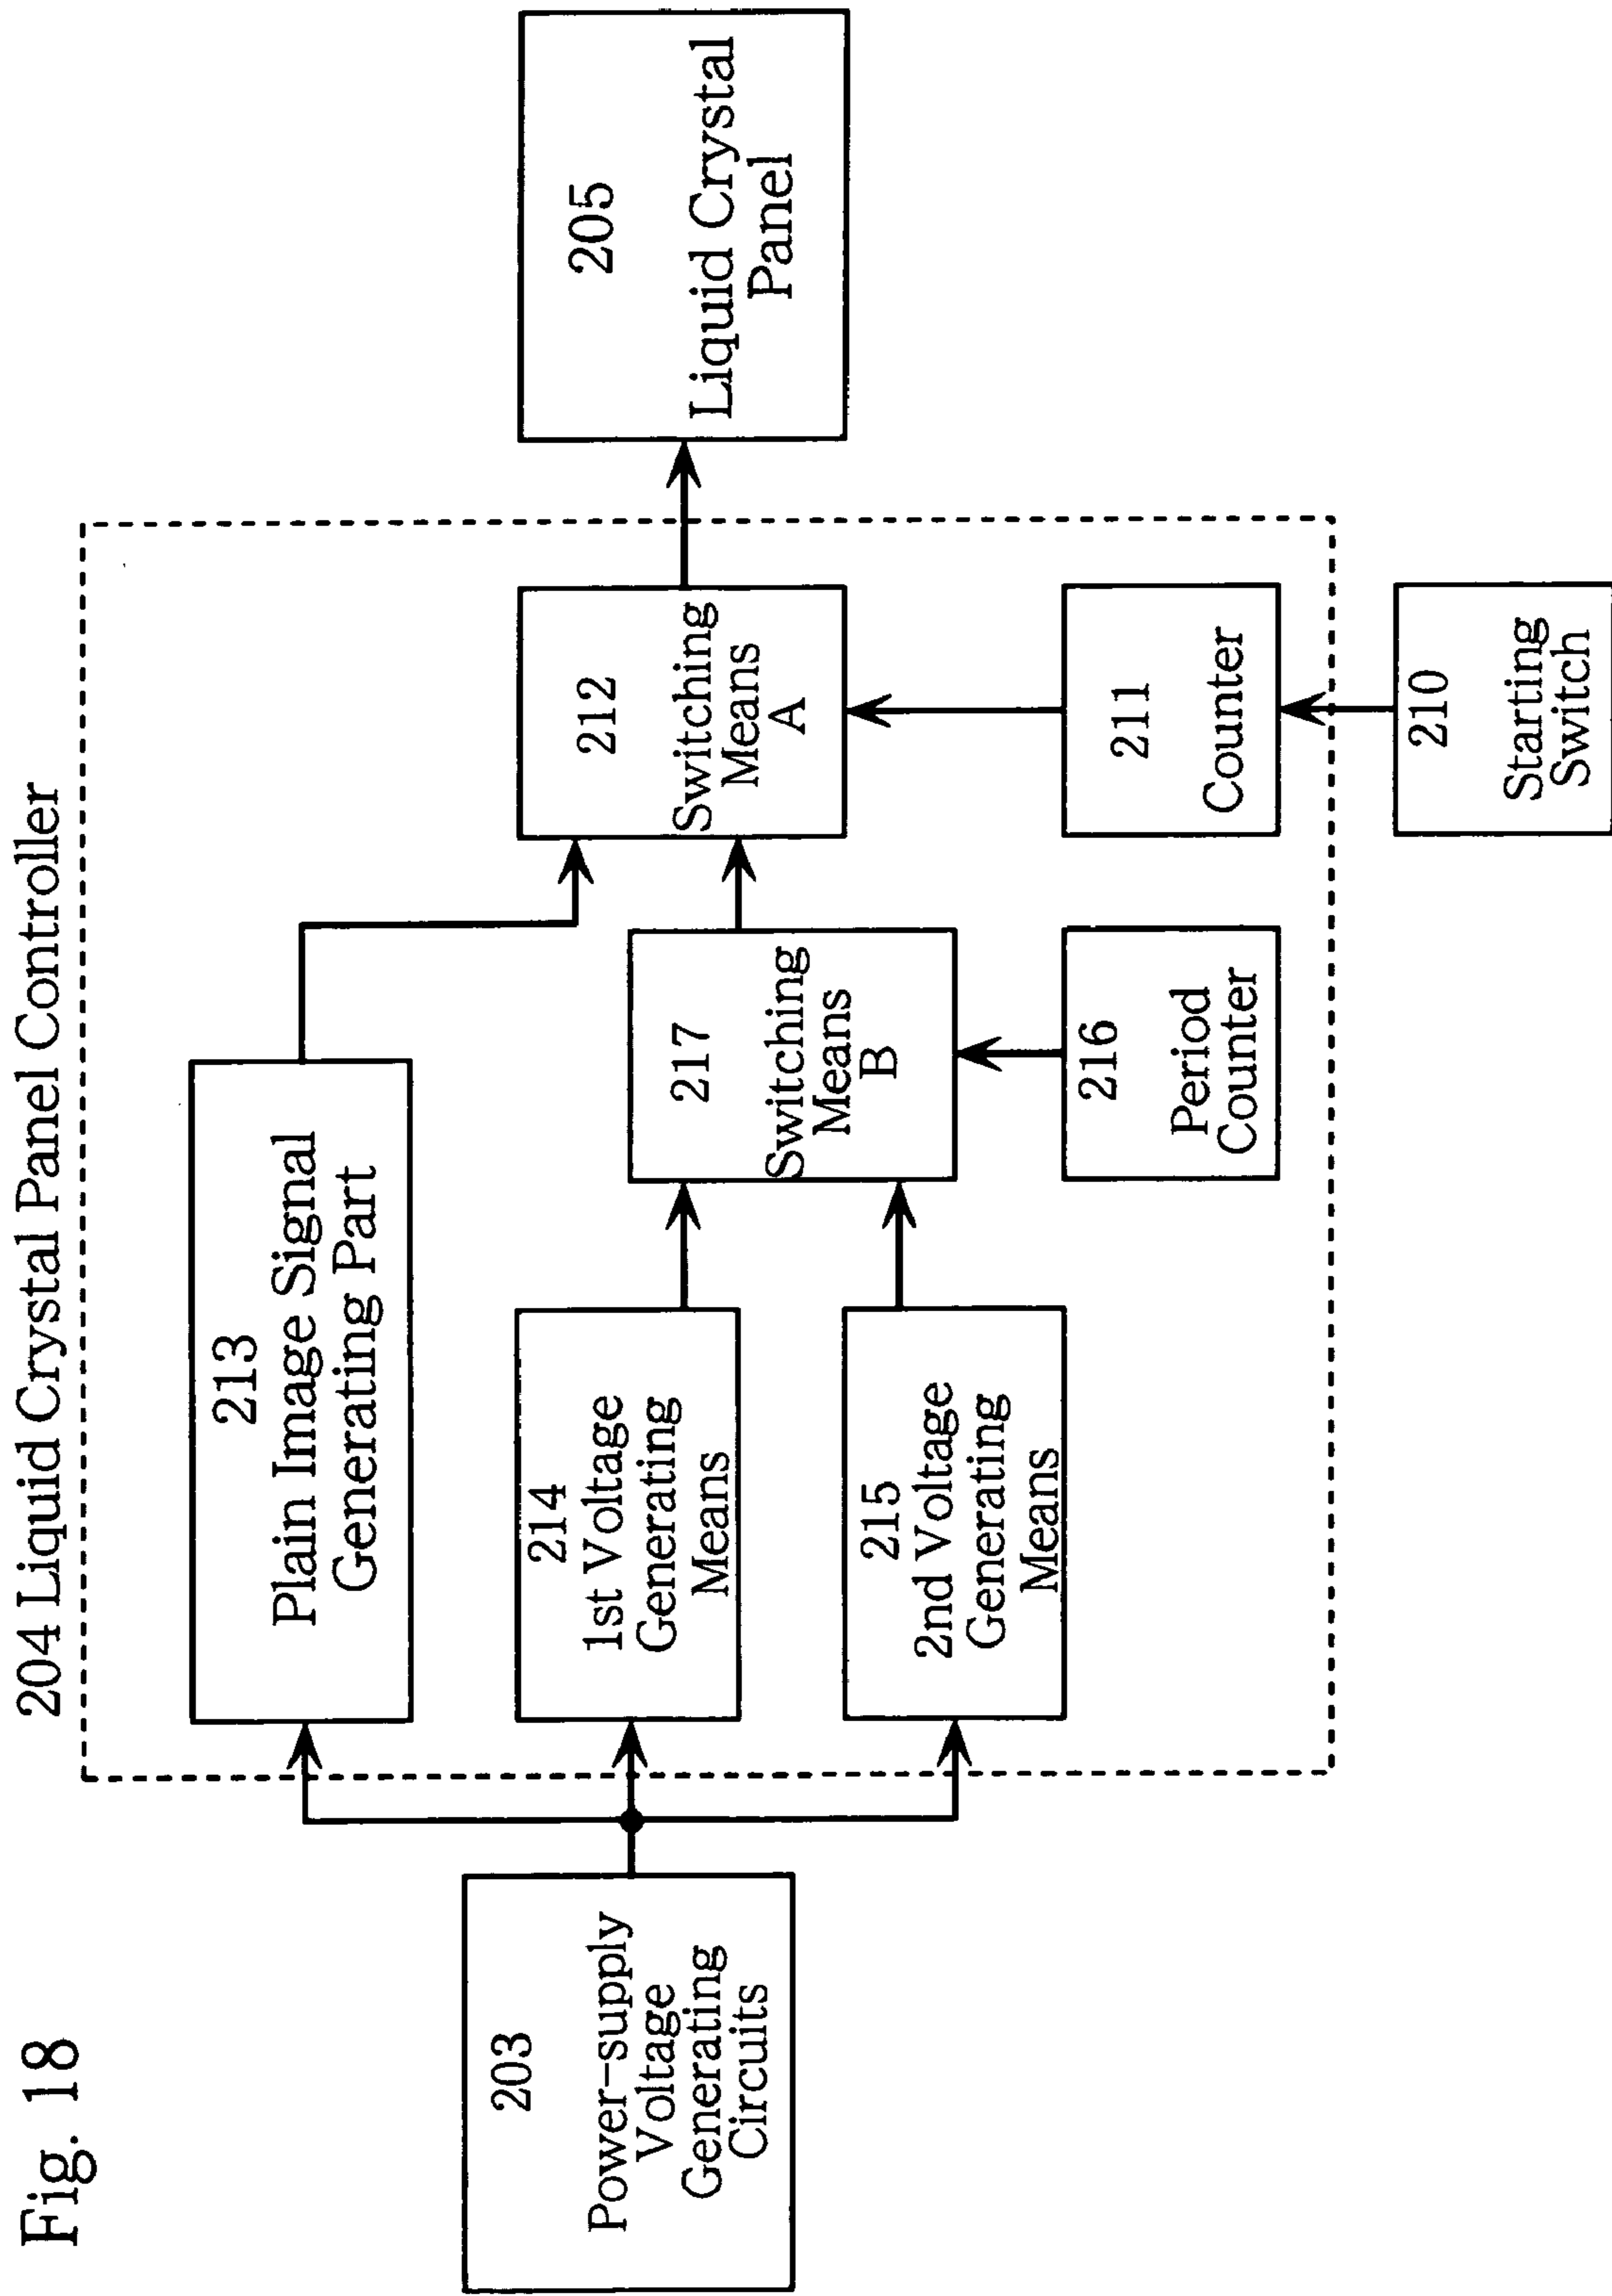 Fig. 18
204 Liquid Crystal Panel Controller
203
Power-supply
Voltage
Generating
Circuits
213
Plain Image Signal
Generating Part
214
1st Voltage
Generating
Means
215
2nd Voltage
Generating
Means
217
Switching
Means
B
216
Period
Counter
212
Switching
Means
A
211
Counter
210
Starting
Switch
205
Liquid Crystal
Panel